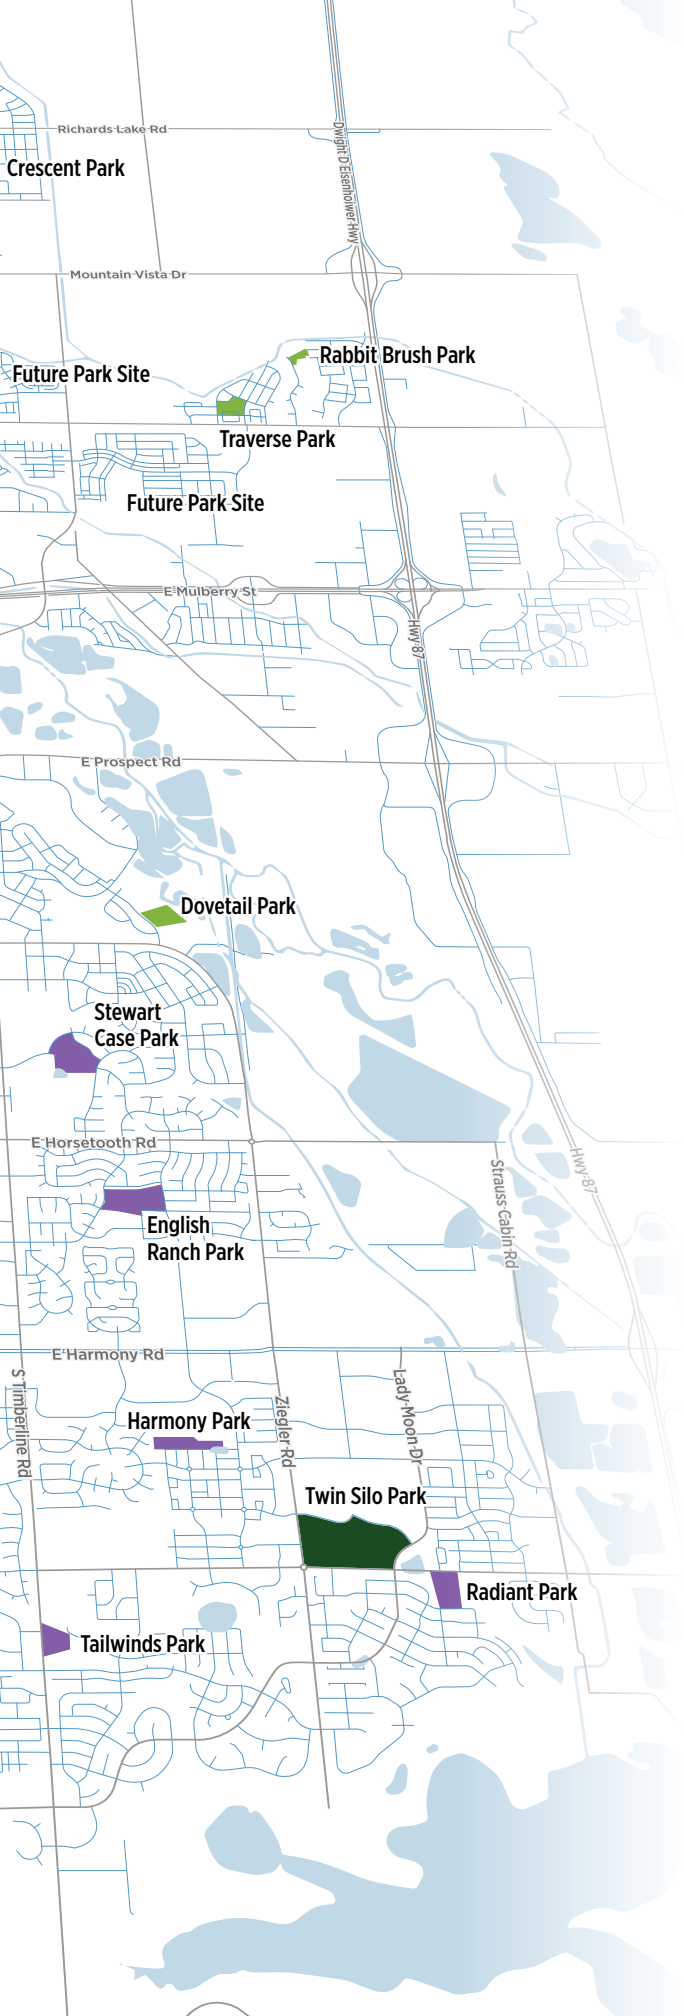 Richards Lake Rd
Dwight D Eisenhower Hwy
Crescent Park
Mountain Vista Dr
Rabbit Brush Park
Future Park Site
Traverse Park
Future Park Site
E Mulberry St
Hwy 87
E Prospect Rd
Dovetail Park
Stewart
Case Park
E Horsetooth Rd
Hwy 87
Strauss Cabin Rd
English
Ranch Park
E Harmony Rd
S Timberline Rd
Lady Moon Dr
Ziegler Rd
Harmony Park
Twin Silo Park
Radiant Park
Tailwinds Park